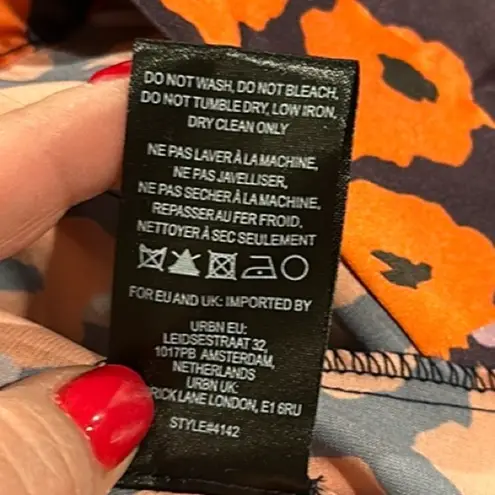 DO NOT WASH, DO NOT BLEACH,
DO NOT TUMBLE DRY, LOW IRON,
DRY CLEAN ONLY
NE PAS LAVER À LA MACHINE,
NE PAS JAVELLISER,
NE PAS SECHER À LA MACHINE.
REPASSER AU FER FROID.
NETTOYER À SEC SEULEMENT
FOR EU AND UK: IMPORTED BY
URBN EU:
LEIDSESTRAAT 32,
1017PB AMSTERDAM,
NETHERLANDS
URBN UK:
RICK LANE LONDON, E1 6RU
STYLE#4142